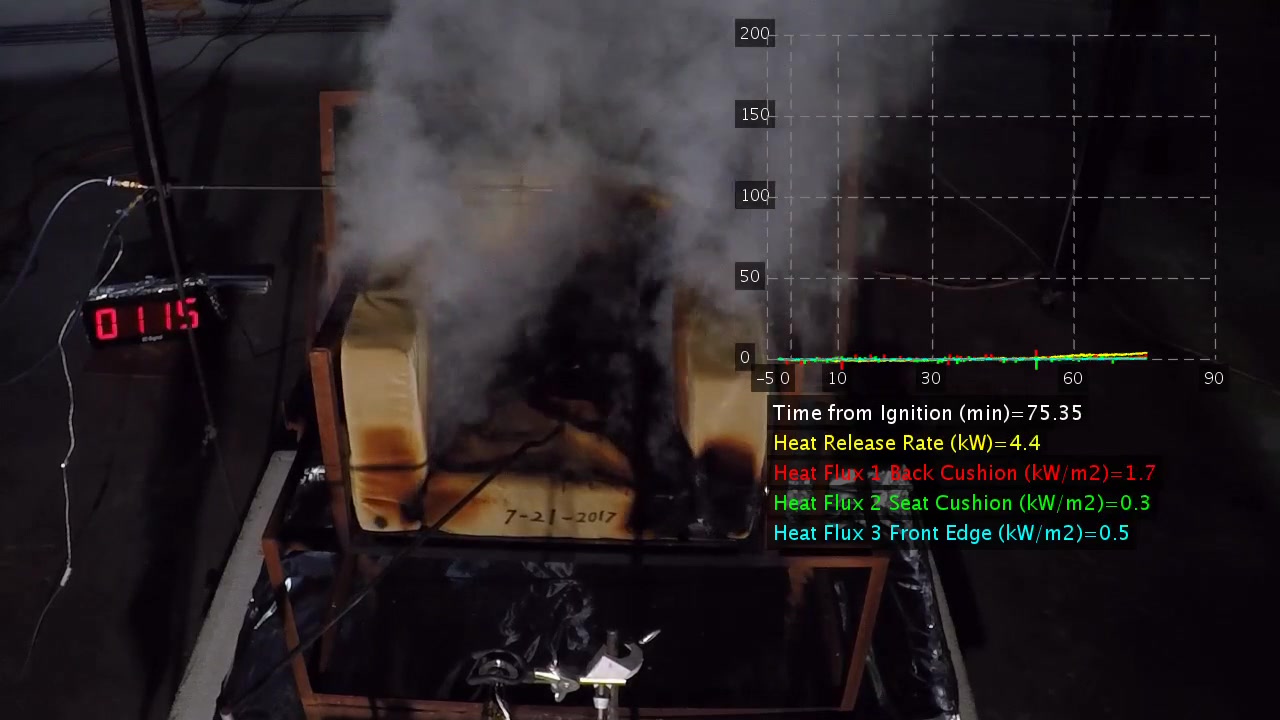 200
150
100
50
0
-5 0 10 30 60 90
Time from Ignition (min)=75.35
Heat Release Rate (kW)=4.4
Heat Flux 1 Back Cushion (kW/m2)=1.7
Heat Flux 2 Seat Cushion (kW/m2)=0.3
Heat Flux 3 Front Edge (kW/m2)=0.5
0115
7-21-2017